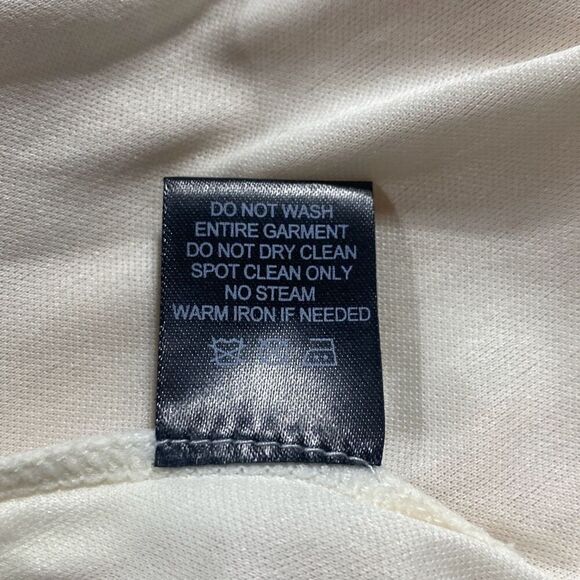 DO NOT WASH
ENTIRE GARMENT
DO NOT DRY CLEAN
SPOT CLEAN ONLY
NO STEAM
WARM IRON IF NEEDED